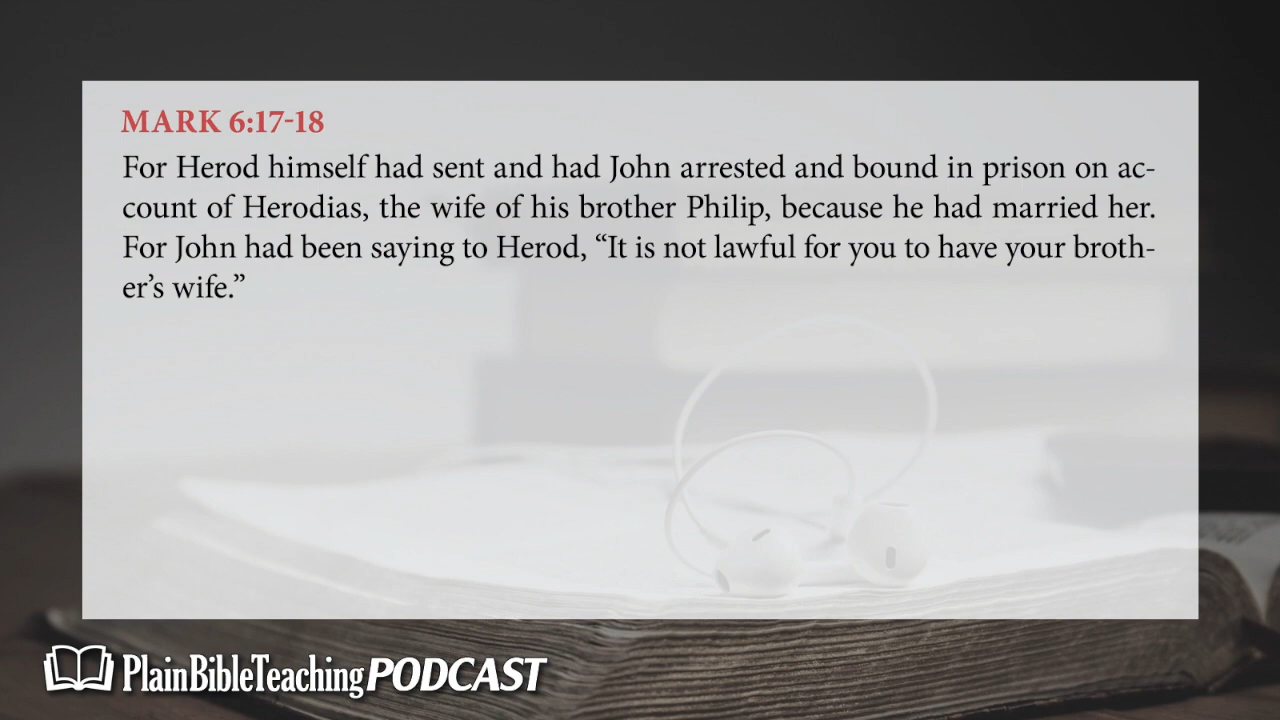 MARK 6:17-18
For Herod himself had sent and had John arrested and bound in prison on ac-
count of Herodias, the wife of his brother Philip, because he had married her.
For John had been saying to Herod, “It is not lawful for you to have your broth-
er’s wife.”
PlainBibleTeaching PODCAST